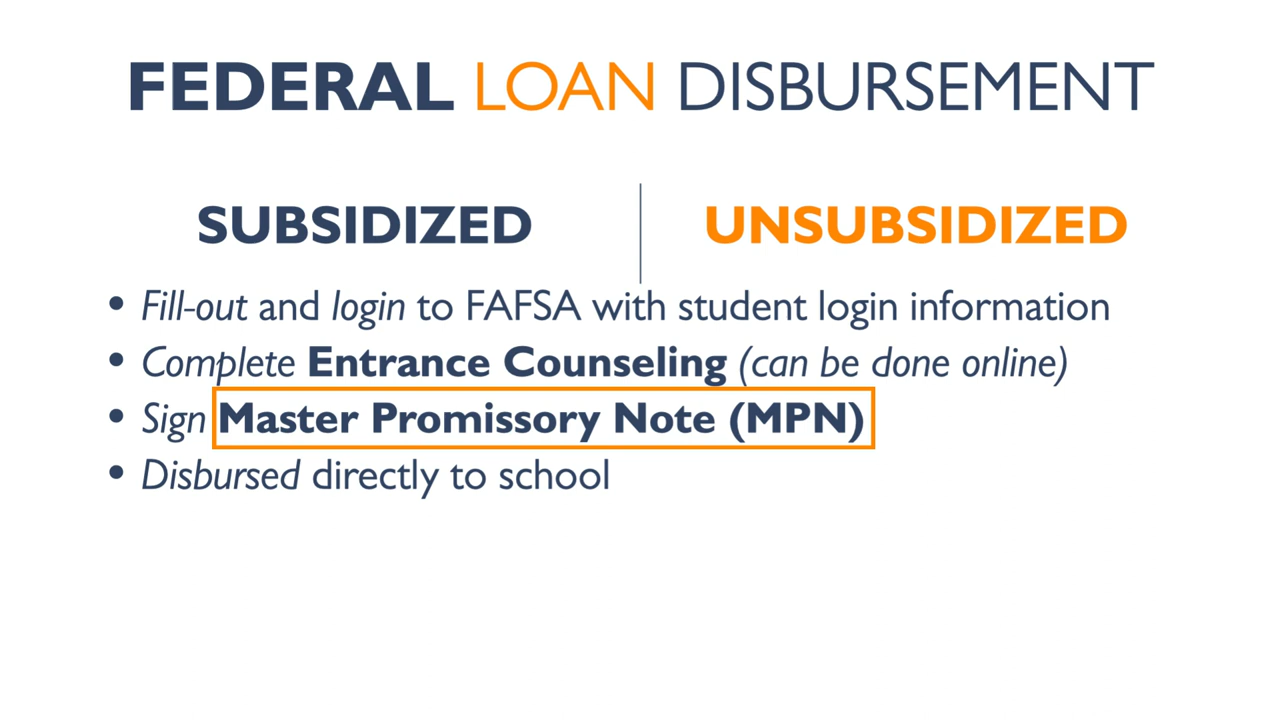 FEDERAL LOAN DISBURSEMENT
SUBSIDIZED
UNSUBSIDIZED
• Fill-out and login to FAFSA with student login information
• Complete Entrance Counseling (can be done online)
• Sign Master Promissory Note (MPN)
• Disbursed directly to school